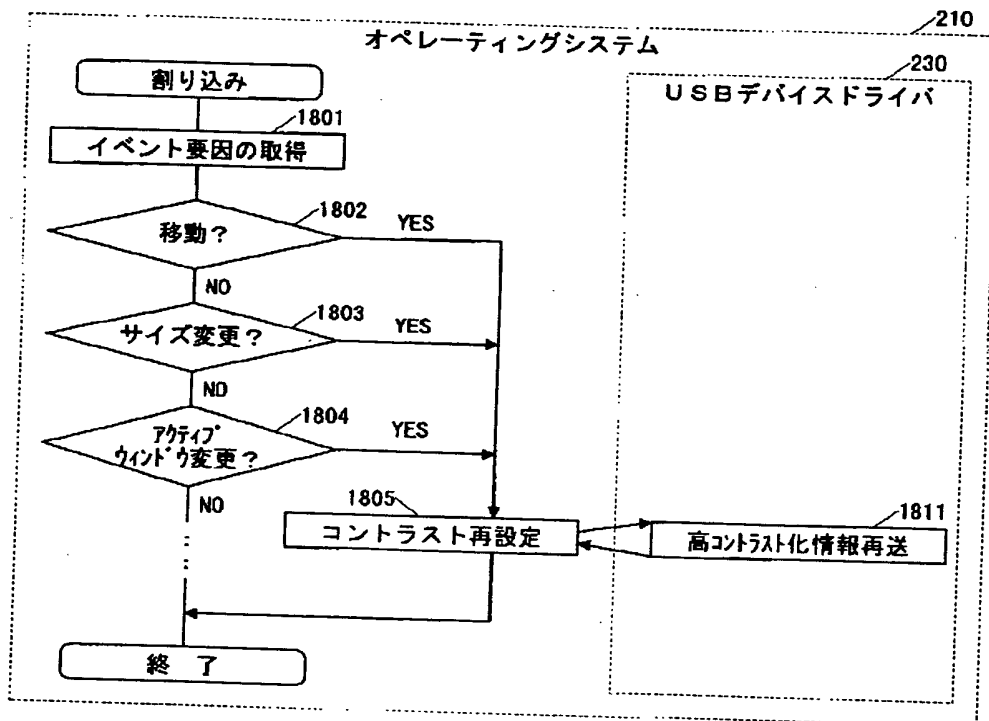 210
オペレーティングシステム
230
USBデバイスドライバ
割り込み
1801
イベント要因の取得
1802
移動?
YES
NO
1803
サイズ変更?
YES
NO
1804
アクティブ
ウィンドウ変更?
YES
NO
1805
コントラスト再設定
1811
高コントラスト化情報再送
終了